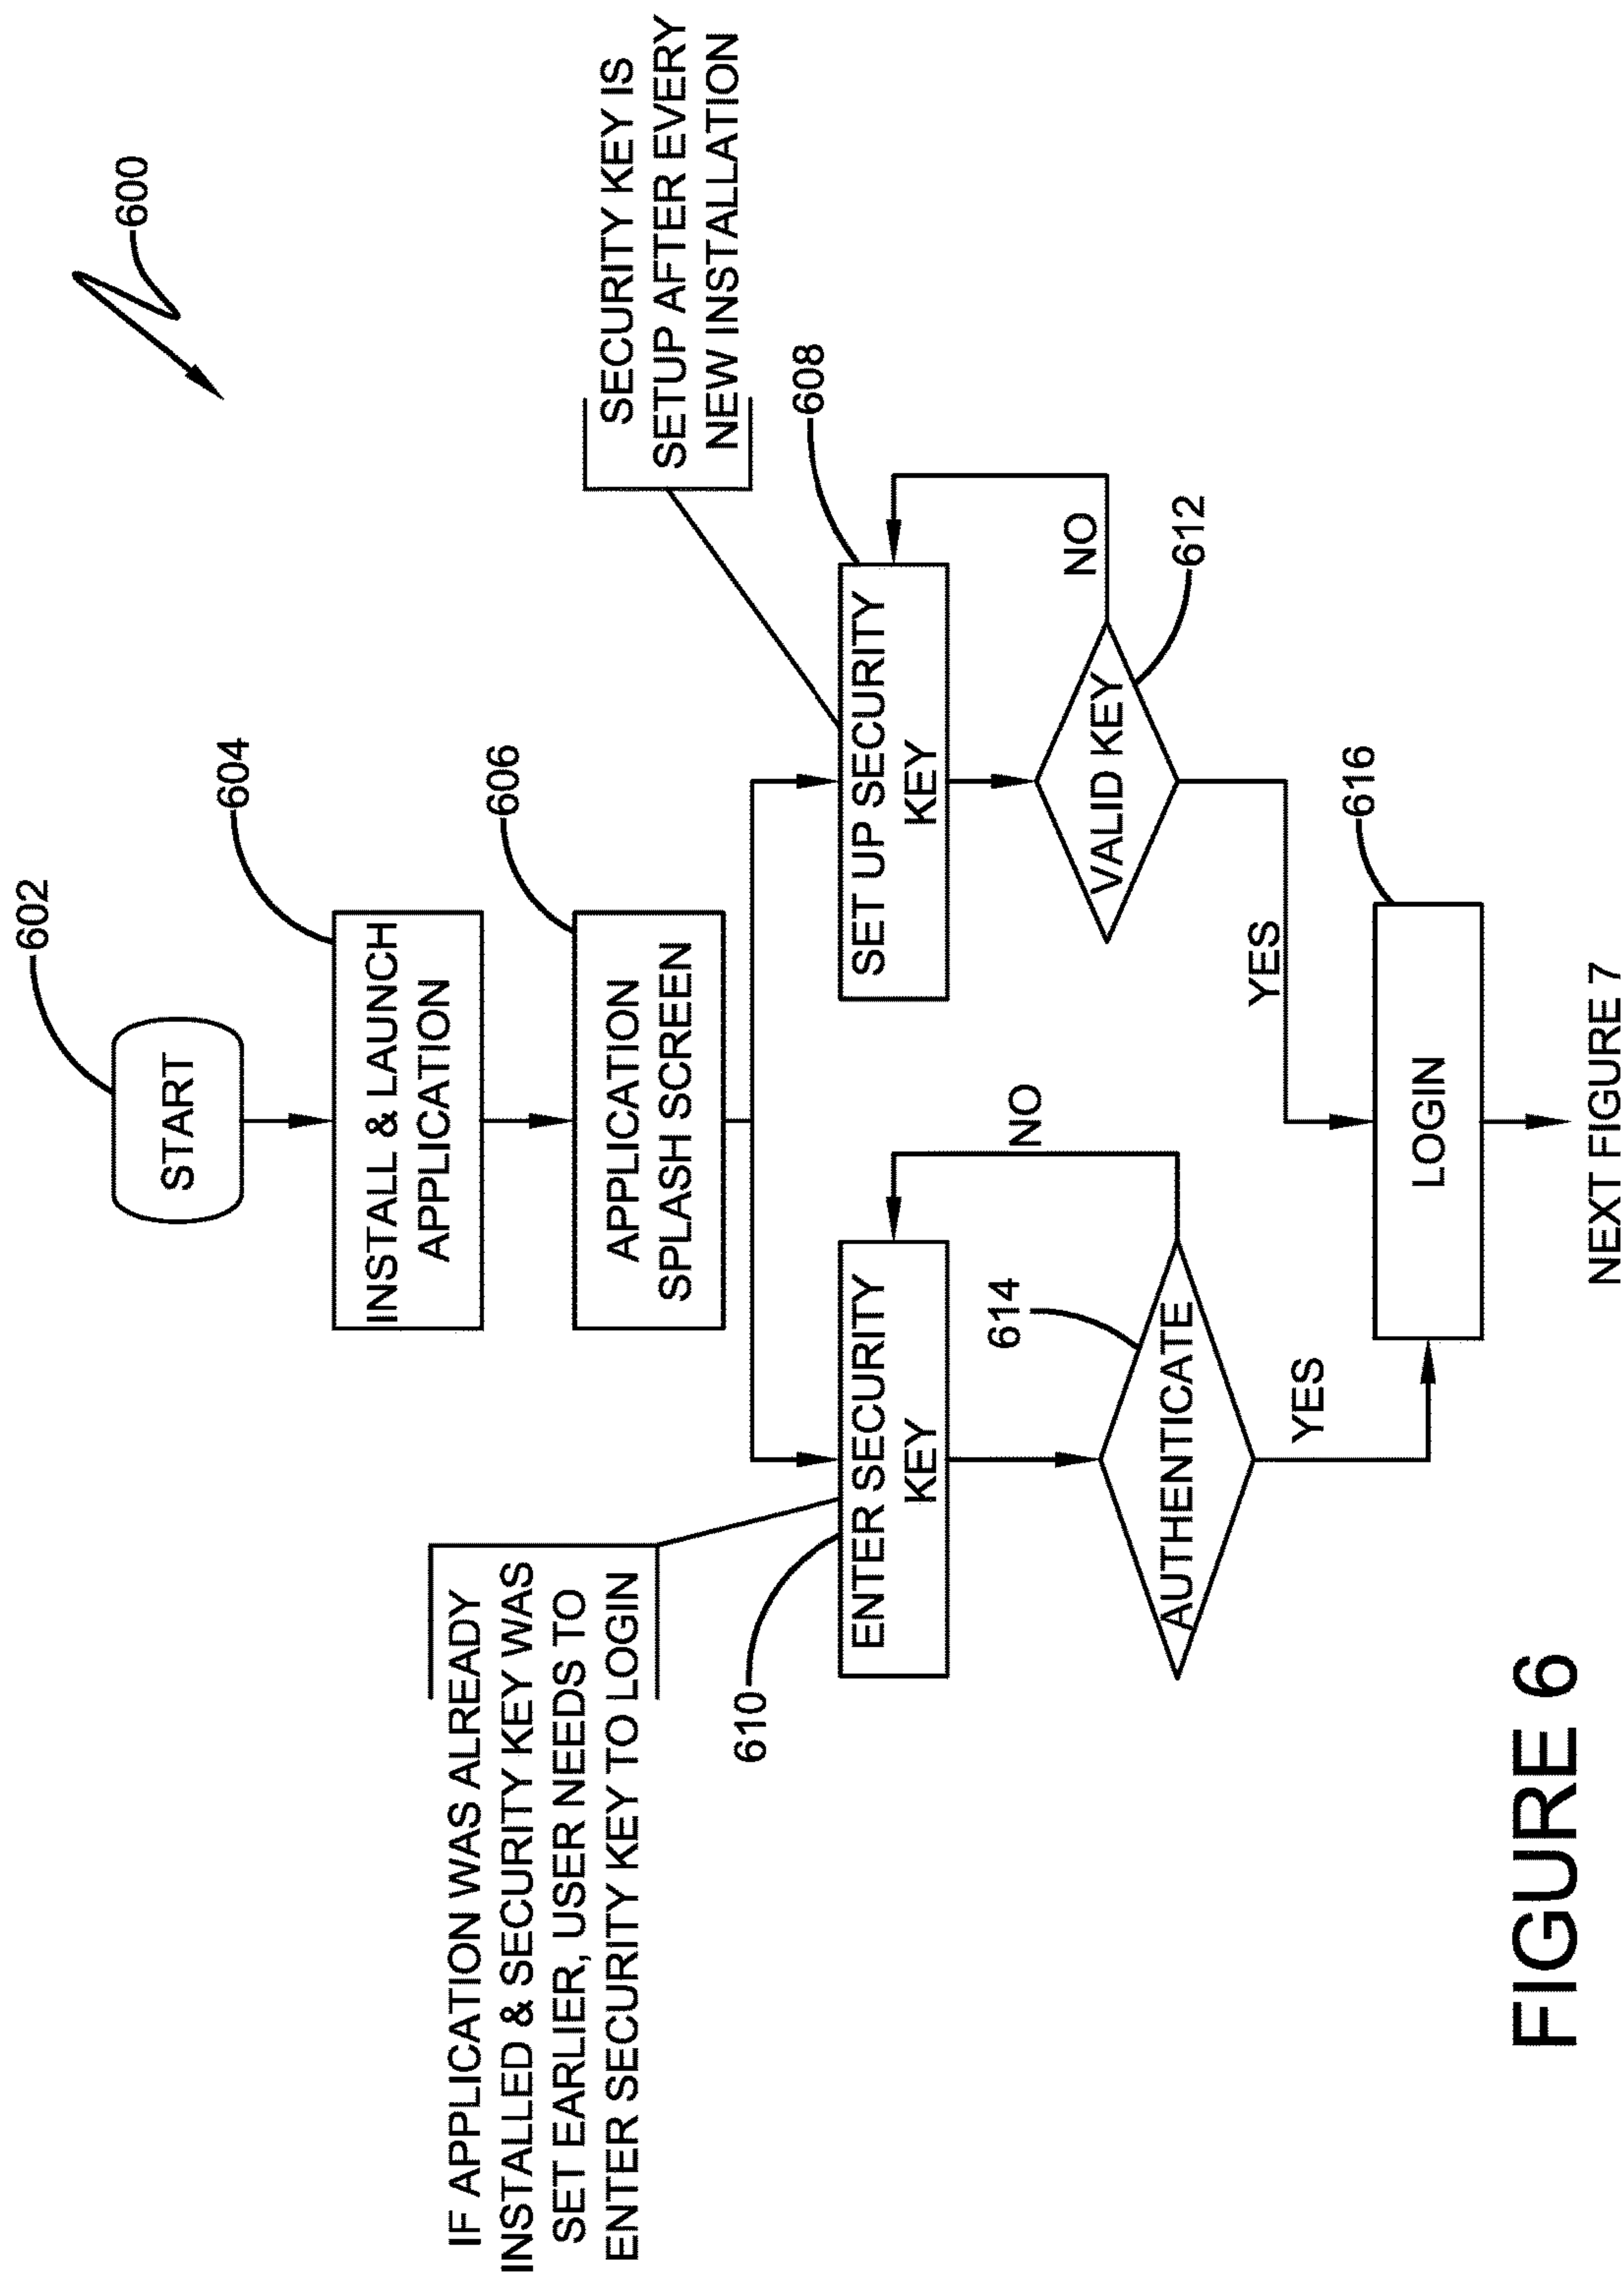 600
602
START
604
INSTALL & LAUNCH
APPLICATION
606
APPLICATION
SPLASH SCREEN
IF APPLICATION WAS ALREADY
INSTALLED & SECURITY KEY WAS
SET EARLIER, USER NEEDS TO
ENTER SECURITY KEY TO LOGIN
SECURITY KEY IS
SETUP AFTER EVERY
NEW INSTALLATION
610
ENTER SECURITY
KEY
608
SET UP SECURITY
KEY
NO
614
AUTHENTICATE
YES
NO
612
VALID KEY
YES
616
LOGIN
NEXT FIGURE 7
FIGURE 6